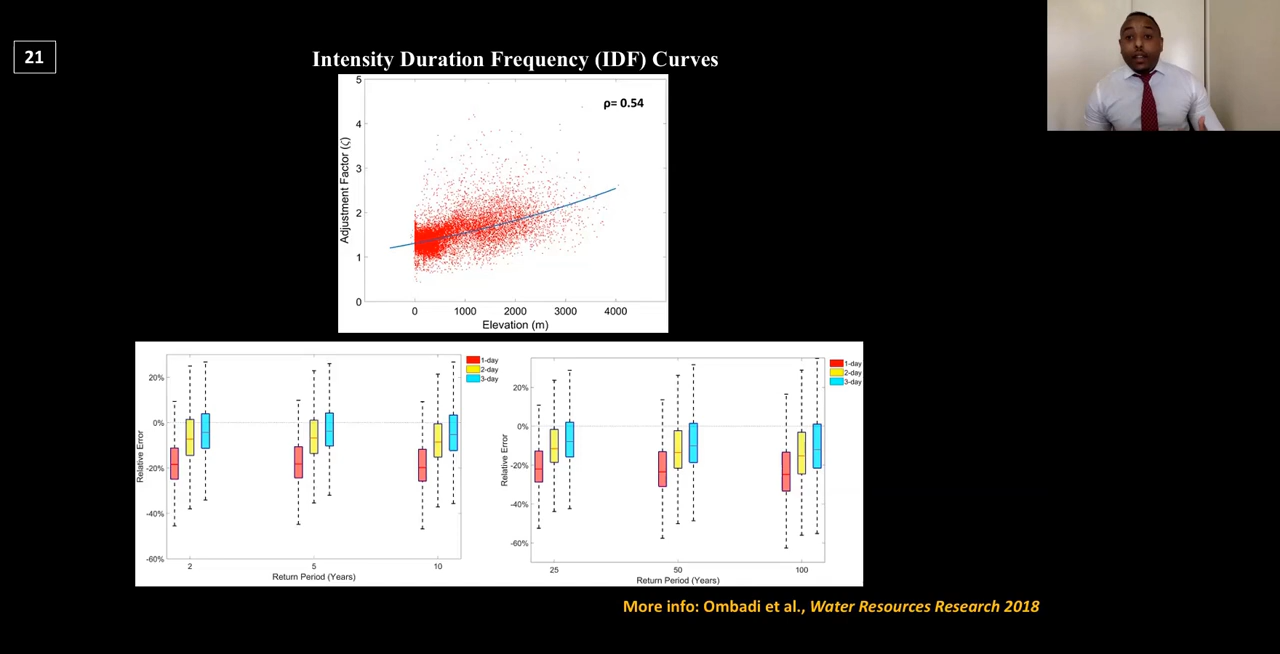 21
Intensity Duration Frequency (IDF) Curves
5
ρ= 0.54
4
3
2
1
0
Adjustment Factor (ζ)
0 1000 2000 3000 4000
Elevation (m)
20%
0%
-20%
-40%
-60%
Relative Error
1-day
2-day
3-day
2 5 10
Return Period (Years)
20%
0%
-20%
-40%
-60%
Relative Error
1-day
2-day
3-day
25 50 100
Return Period (Years)
More info: Ombadi et al., Water Resources Research 2018